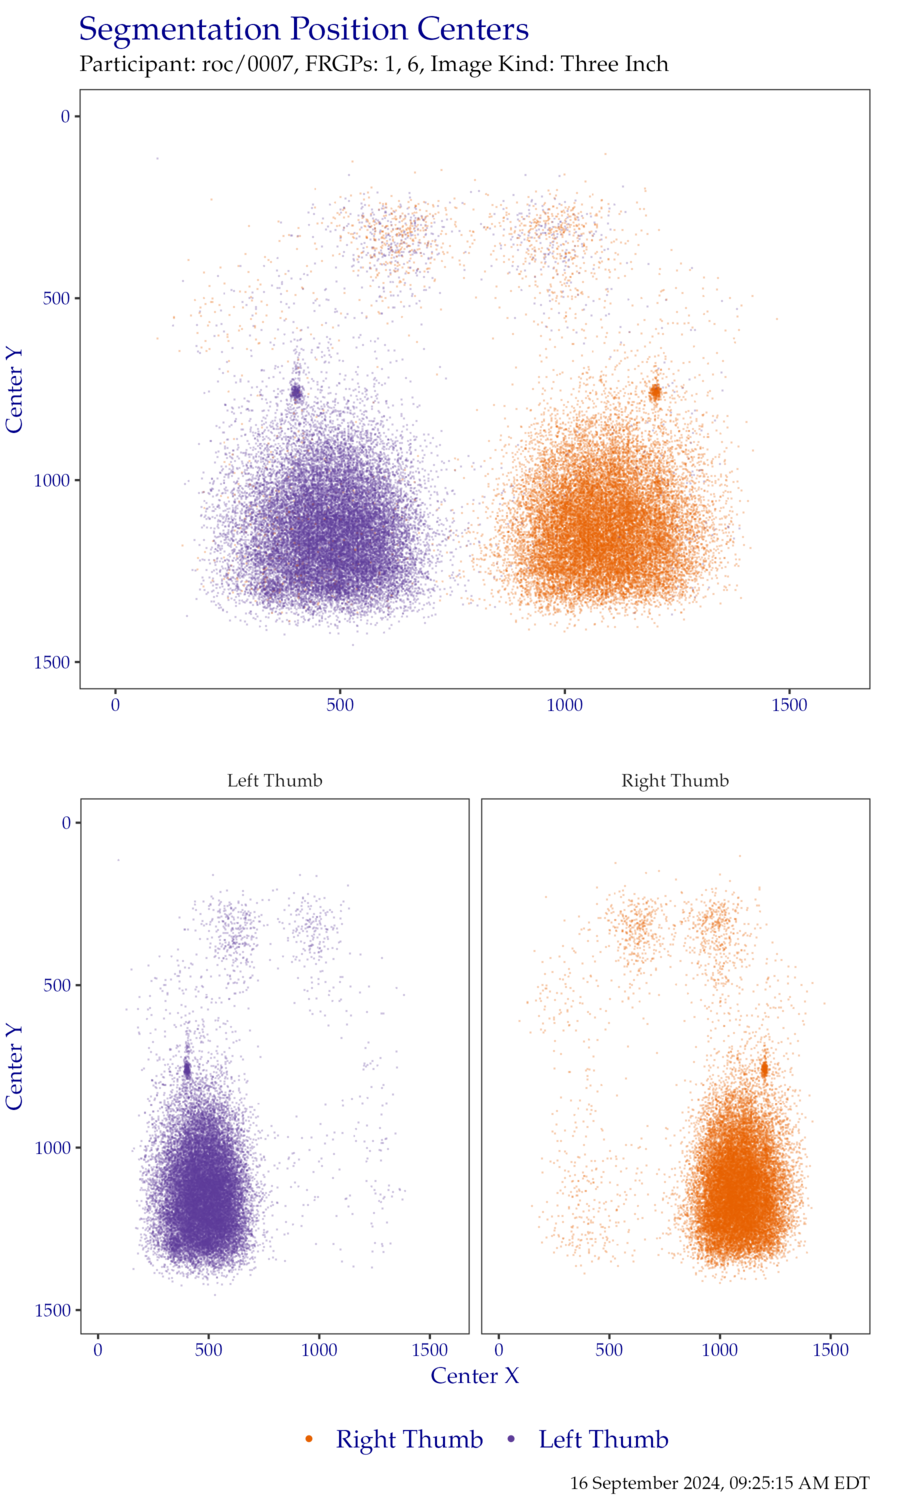 Segmentation Position Centers
Participant: roc/0007, FRGPs: 1, 6, Image Kind: Three Inch
0
500
1000
1500
Center Y
0 500 1000 1500
Left Thumb Right Thumb
0
500
1000
1500
Center Y
0 500 1000 1500 0 500 1000 1500
Center X
Right Thumb Left Thumb
16 September 2024, 09:25:15 AM EDT